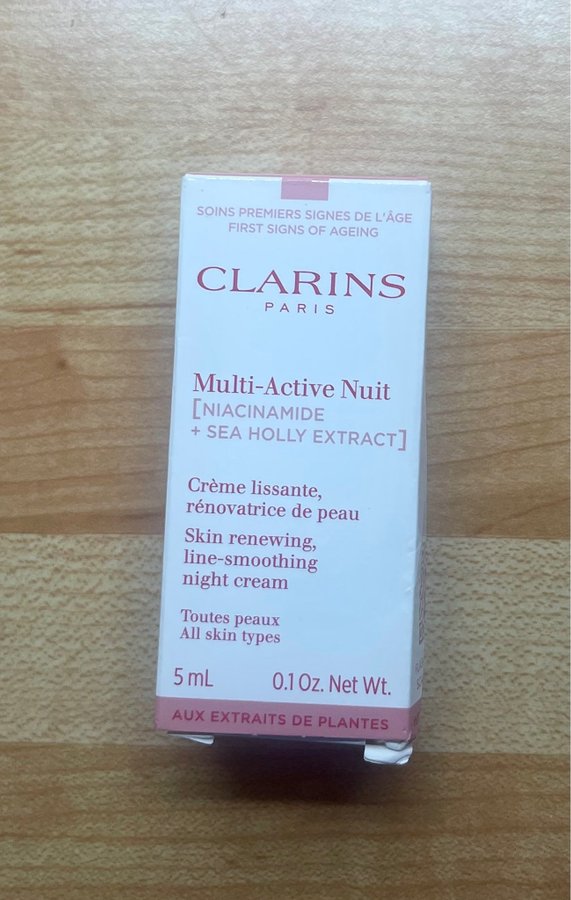 SOINS PREMIERS SIGNES DE L'ÂGE
FIRST SIGNS OF AGEING
CLARINS
PARIS
Multi-Active Nuit
[NIACINAMIDE
+ SEA HOLLY EXTRACT]
Crème lissante,
rénovatrice de peau
Skin renewing,
line-smoothing
night cream
Toutes peaux
All skin types
5 mL 0.1 Oz. Net Wt.
AUX EXTRAITS DE PLANTES